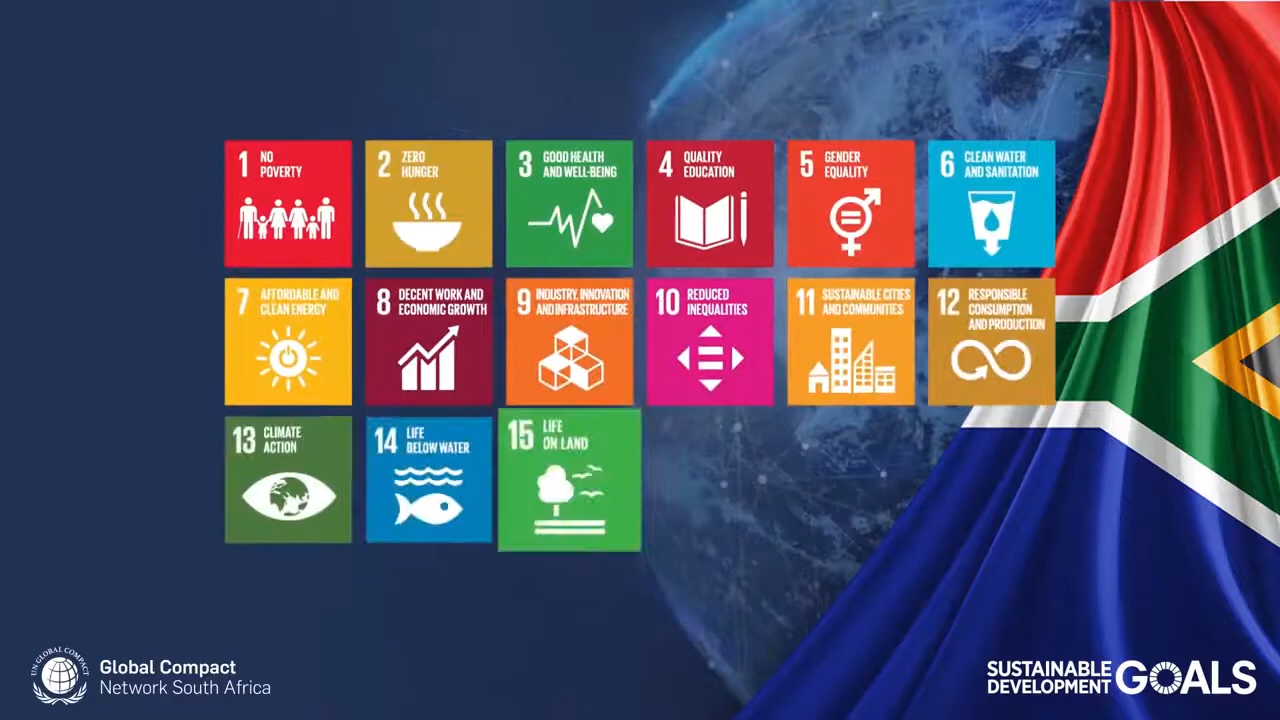 1 NO
POVERTY
2 ZERO
HUNGER
3 GOOD HEALTH
AND WELL-BEING
4 QUALITY
EDUCATION
5 GENDER
EQUALITY
6 CLEAN WATER
AND SANITATION
7 AFFORDABLE AND
CLEAN ENERGY
8 DECENT WORK AND
ECONOMIC GROWTH
9 INDUSTRY, INNOVATION
AND INFRASTRUCTURE
10 REDUCED
INEQUALITIES
11 SUSTAINABLE CITIES
AND COMMUNITIES
12 RESPONSIBLE
CONSUMPTION
AND PRODUCTION
13 CLIMATE
ACTION
14 LIFE
BELOW WATER
15 LIFE
ON LAND
UN GLOBAL COMPACT
Global Compact
Network South Africa
SUSTAINABLE
DEVELOPMENT
GOALS